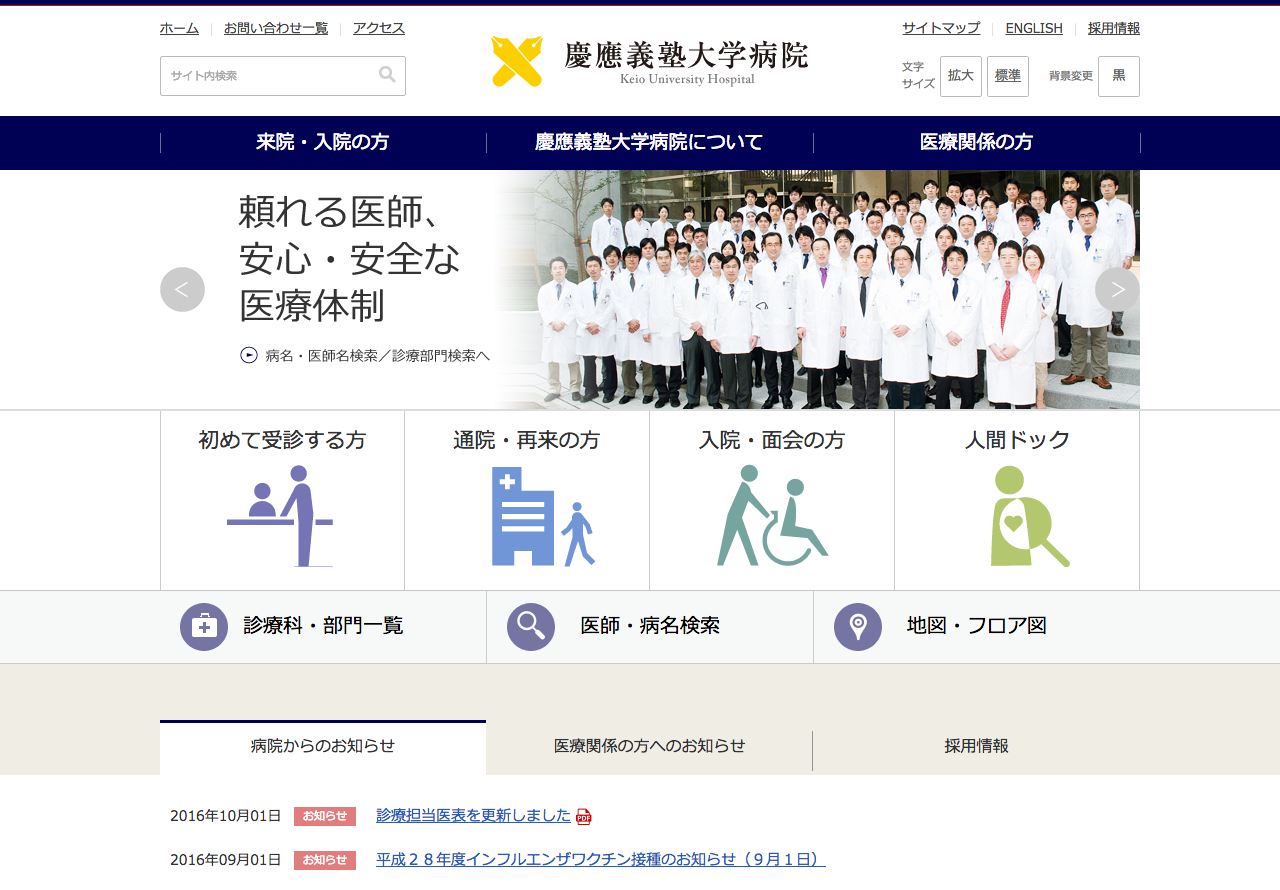 ホーム
お問い合わせ一覧
アクセス
サイト内検索
慶應義塾大学病院
Keio University Hospital
サイトマップ
ENGLISH
採用情報
文字
サイズ
拡大
標準
背景変更
黒
来院・入院の方
慶應義塾大学病院について
医療関係の方
頼れる医師、
安心・安全な
医療体制
病名・医師名検索／診療部門検索へ
<
>
初めて受診する方
通院・再来の方
入院・面会の方
人間ドック
診療科・部門一覧
医師・病名検索
地図・フロア図
病院からのお知らせ
医療関係の方へのお知らせ
採用情報
2016年10月01日 お知らせ 診療担当医表を更新しました PDF
2016年09月01日 お知らせ 平成２８年度インフルエンザワクチン接種のお知らせ（９月１日）